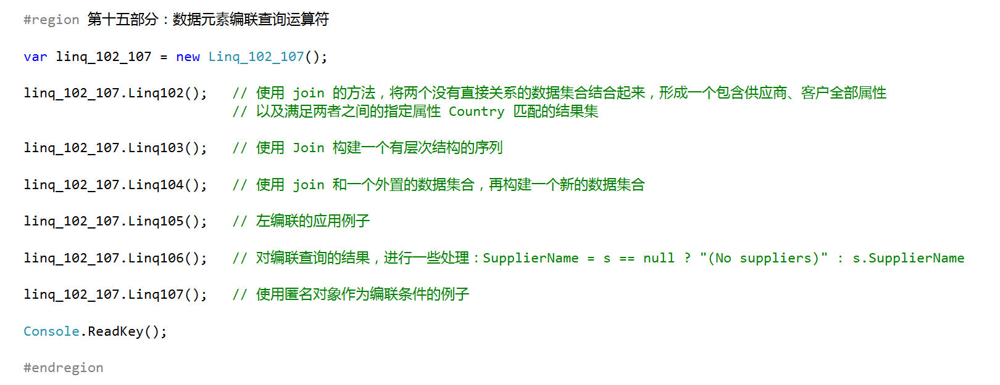 #region 第十五部分：数据元素编联查询运算符
var linq_102_107 = new Linq_102_107();
linq_102_107.Linq102();   // 使用 join 的方法，将两个没有直接关系的数据集合结合起来，形成一个包含供应商、客户全部属性
// 以及满足两者之间的指定属性 Country 匹配的结果集
linq_102_107.Linq103();   // 使用 Join 构建一个有层次结构的序列
linq_102_107.Linq104();   // 使用 join 和一个外置的数据集合，再构建一个新的数据集合
linq_102_107.Linq105();   // 左编联的应用例子
linq_102_107.Linq106();   // 对编联查询的结果，进行一些处理：SupplierName = s == null ? "(No suppliers)" : s.SupplierName
linq_102_107.Linq107();   // 使用匿名对象作为编联条件的例子
Console.ReadKey();
#endregion